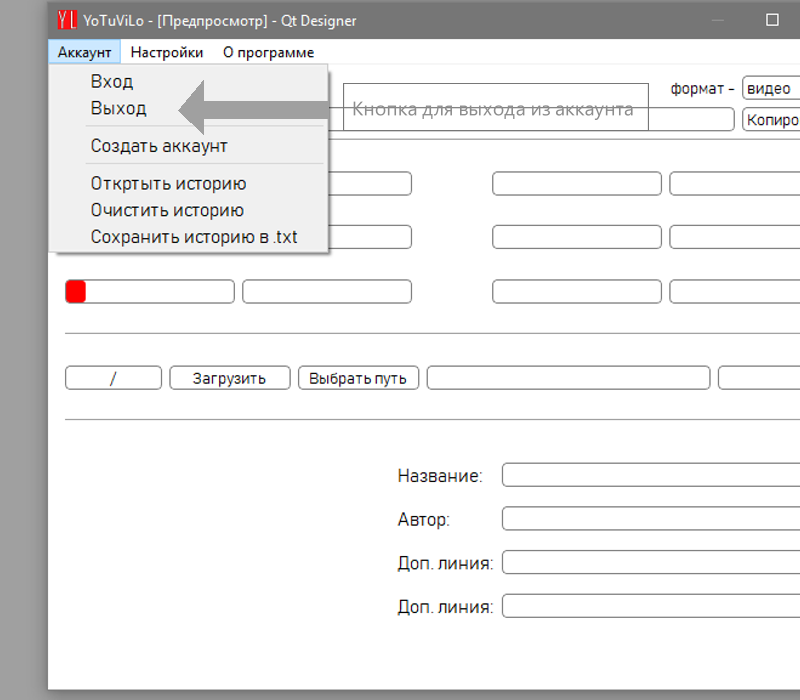 YL YoTuViLo - [Предпросмотр] - Qt Designer
Аккаунт Настройки О программе
Вход
Выход
Создать аккаунт
Откртыть историю
Очистить историю
Сохранить историю в .txt
Кнопка для выхода из аккаунта
формат - видео
Копиро
/ Загрузить Выбрать путь
Название:
Автор:
Доп. линия:
Доп. линия: